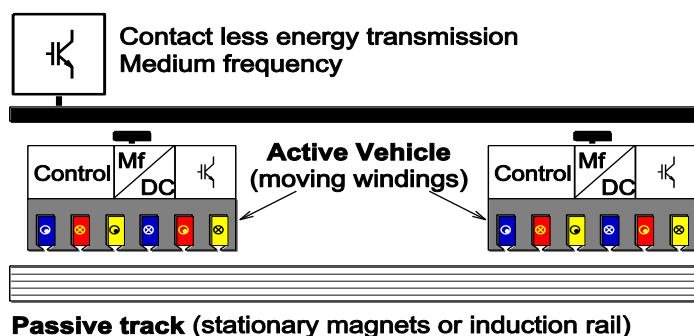 Contact less energy transmission
Medium frequency
Control
Mf
DC
Active Vehicle
(moving windings)
Control
Mf
DC
Passive track (stationary magnets or induction rail)